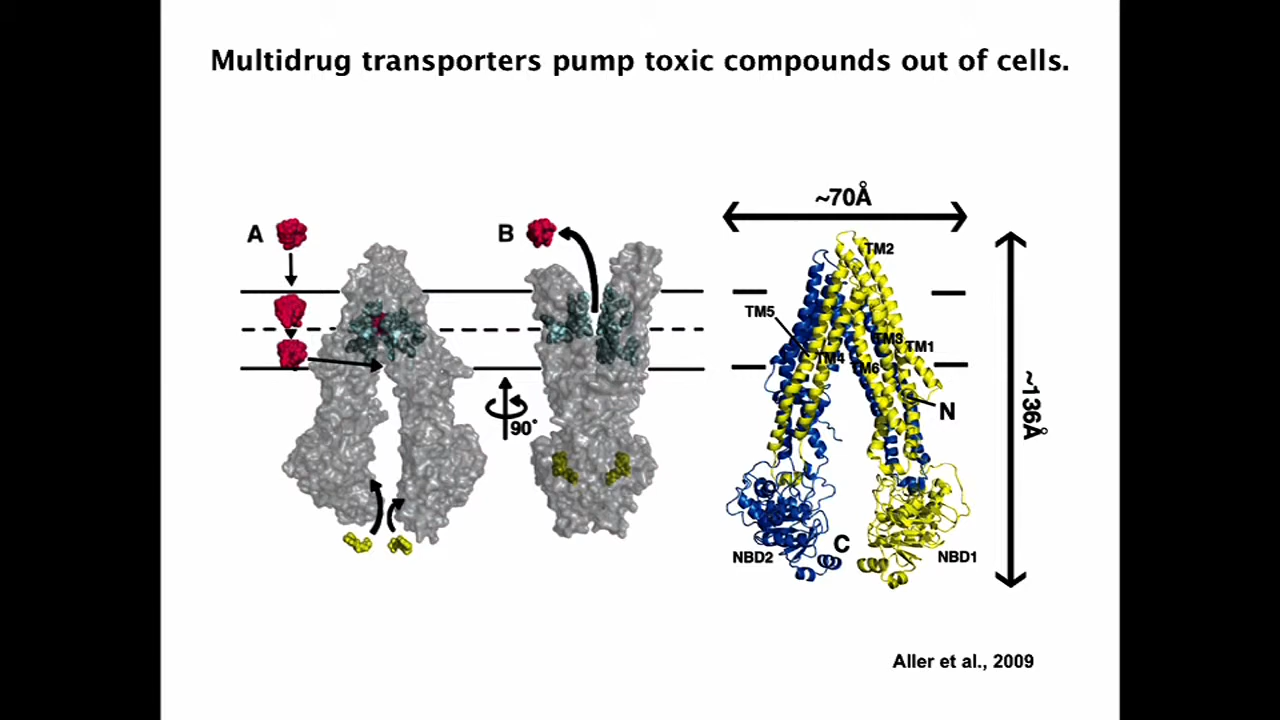 Multidrug transporters pump toxic compounds out of cells.
A
B
90°
~70Å
~136Å
TM2
TM5
TM3
TM1
TM4
TM6
N
C
NBD2
NBD1
Aller et al., 2009